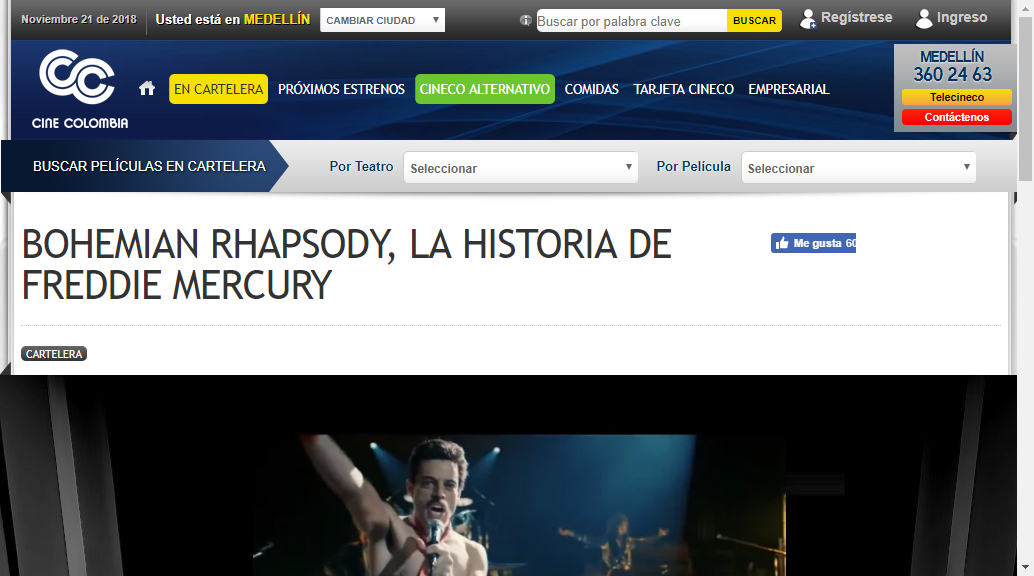 Noviembre 21 de 2018
Usted está en MEDELLÍN
CAMBIAR CIUDAD
Buscar por palabra clave
BUSCAR
Regístrese
Ingreso
CINE COLOMBIA
EN CARTELERA
PRÓXIMOS ESTRENOS
CINECO ALTERNATIVO
COMIDAS
TARJETA CINECO
EMPRESARIAL
MEDELLÍN
360 24 63
Telecineco
Contáctenos
BUSCAR PELÍCULAS EN CARTELERA
Por Teatro
Seleccionar
Por Película
Seleccionar
BOHEMIAN RHAPSODY, LA HISTORIA DE
FREDDIE MERCURY
Me gusta 60
CARTELERA